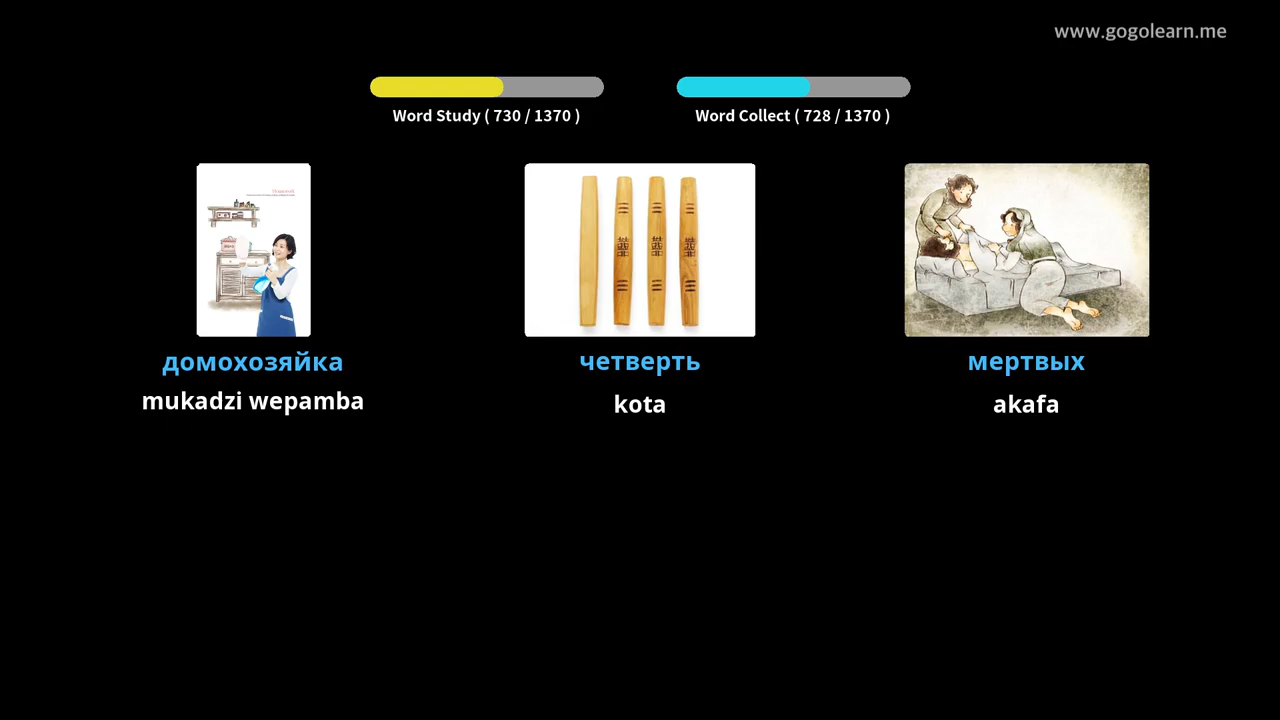 www.gogolearn.me
Word Study ( 730 / 1370 )
Word Collect ( 728 / 1370 )
домохозяйка
четверть
мертвых
mukadzi wepamba
kota
akafa